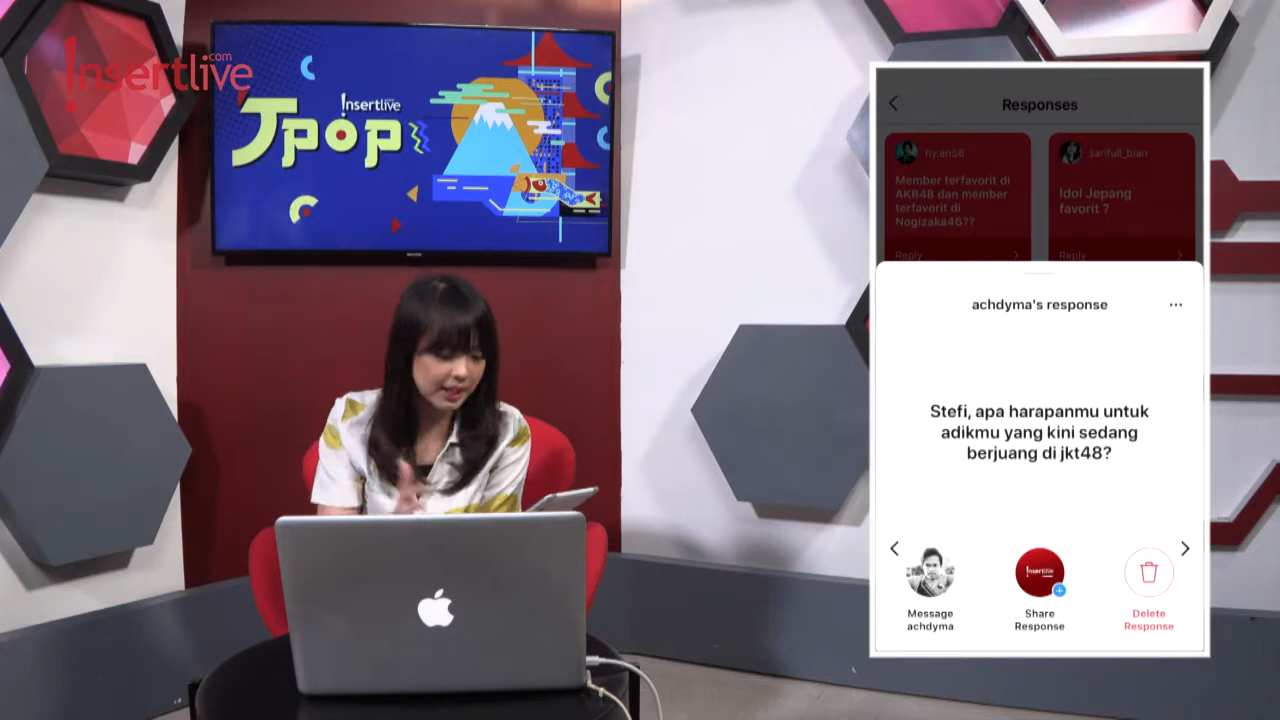 Insertlive
.com
Insertlive
Jpop
Responses
riy.an56
Member terfavorit di
AKB48 dan member
terfavorit di
Nogizaka46??
Reply
sarifull_bian
Idol Jepang
favorit ?
Reply
achdyma's response
Stefi, apa harapanmu untuk
adikmu yang kini sedang
berjuang di jkt48?
Insertlive
Message
achdyma
Share
Response
Delete
Response